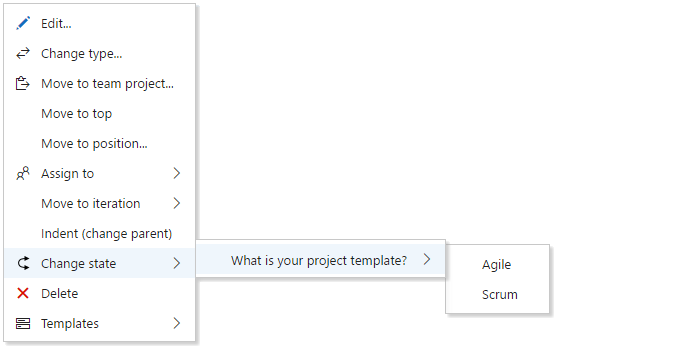 Edit...
Change type...
Move to team project...
Move to top
Move to position...
Assign to
Move to iteration
Indent (change parent)
Change state
What is your project template?
Agile
Scrum
Delete
Templates